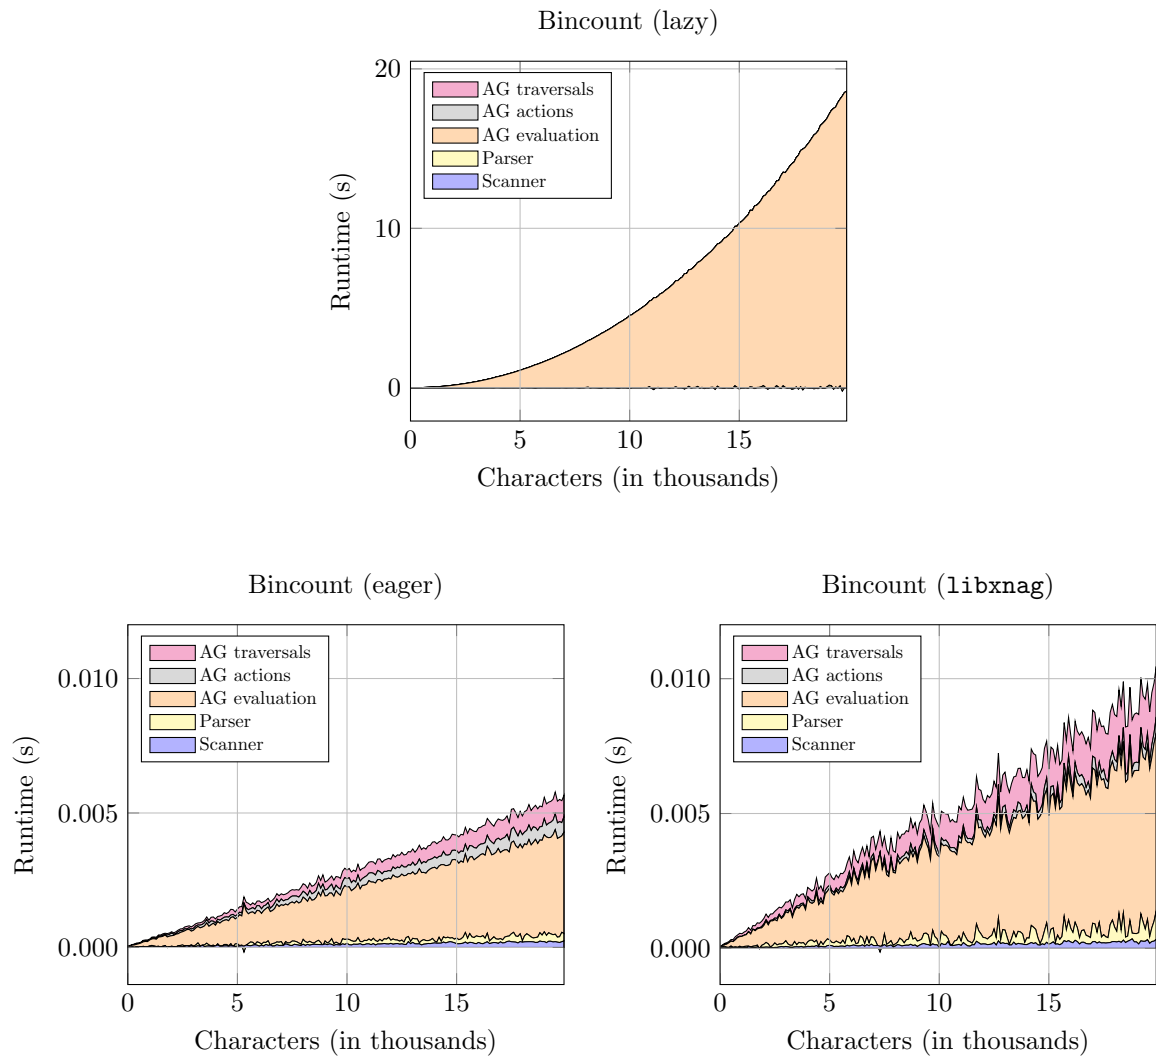 Bincount (lazy)
20
AG traversals
AG actions
AG evaluation
Parser
Scanner
10
0
Runtime (s)
0 5 10 15
Characters (in thousands)
Bincount (eager)
AG traversals
AG actions
AG evaluation
Parser
Scanner
0.010
0.005
0.000
Runtime (s)
0 5 10 15
Characters (in thousands)
Bincount (libxnag)
AG traversals
AG actions
AG evaluation
Parser
Scanner
0.010
0.005
0.000
Runtime (s)
0 5 10 15
Characters (in thousands)